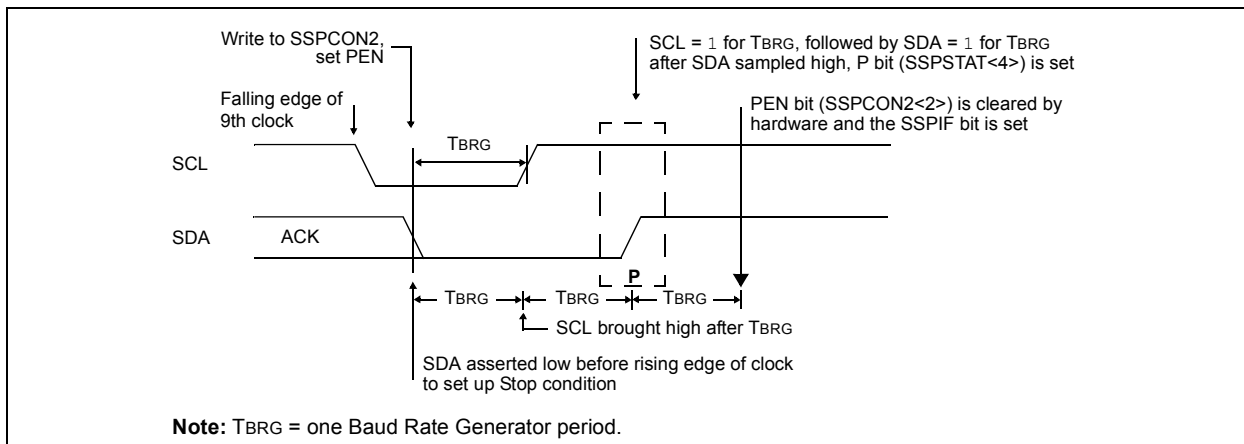 Write to SSPCON2,
set PEN
SCL = 1 for TBRG, followed by SDA = 1 for TBRG
after SDA sampled high, P bit (SSPSTAT<4>) is set
Falling edge of
9th clock
PEN bit (SSPCON2<2>) is cleared by
hardware and the SSPIF bit is set
TBRG
SCL
SDA
ACK
P
TBRG
TBRG
TBRG
SCL brought high after TBRG
SDA asserted low before rising edge of clock
to set up Stop condition
Note: TBRG = one Baud Rate Generator period.